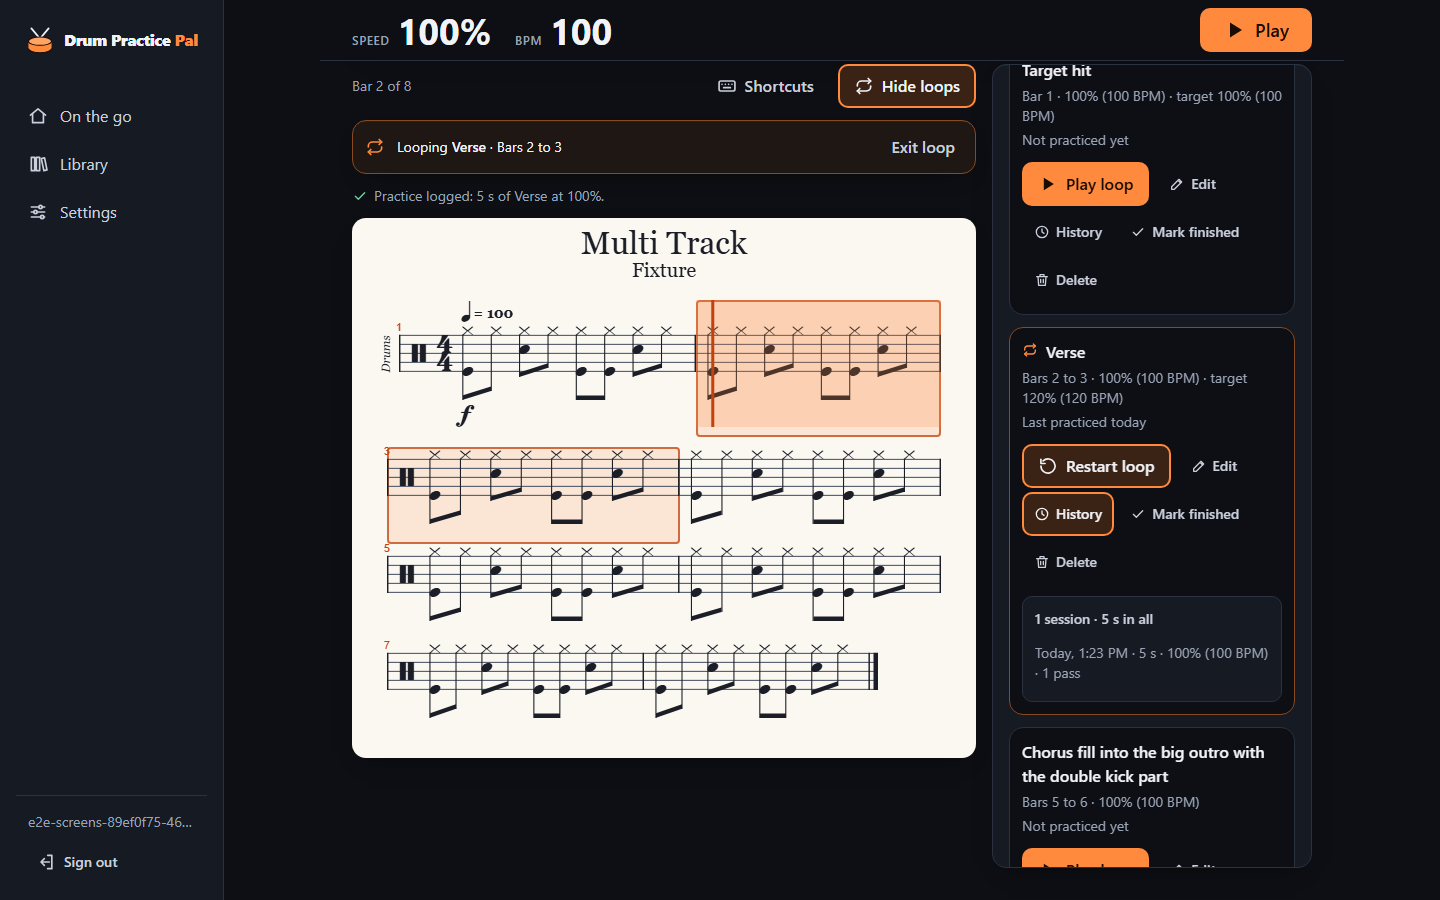 Drum Practice Pal
On the go
Library
Settings
e2e-screens-89ef0f75-46...
Sign out
SPEED 100% BPM 100
Play
Bar 2 of 8
Shortcuts
Hide loops
Looping Verse · Bars 2 to 3
Exit loop
Practice logged: 5 s of Verse at 100%.
Multi Track
Fixture
= 100
1
Drums
4
4
f
3
5
7
Target hit
Bar 1 · 100% (100 BPM) · target 100% (100
BPM)
Not practiced yet
Play loop
Edit
History
Mark finished
Delete
Verse
Bars 2 to 3 · 100% (100 BPM) · target
120% (120 BPM)
Last practiced today
Restart loop
Edit
History
Mark finished
Delete
1 session · 5 s in all
Today, 1:23 PM · 5 s · 100% (100 BPM)
· 1 pass
Chorus fill into the big outro with
the double kick part
Bars 5 to 6 · 100% (100 BPM)
Not practiced yet